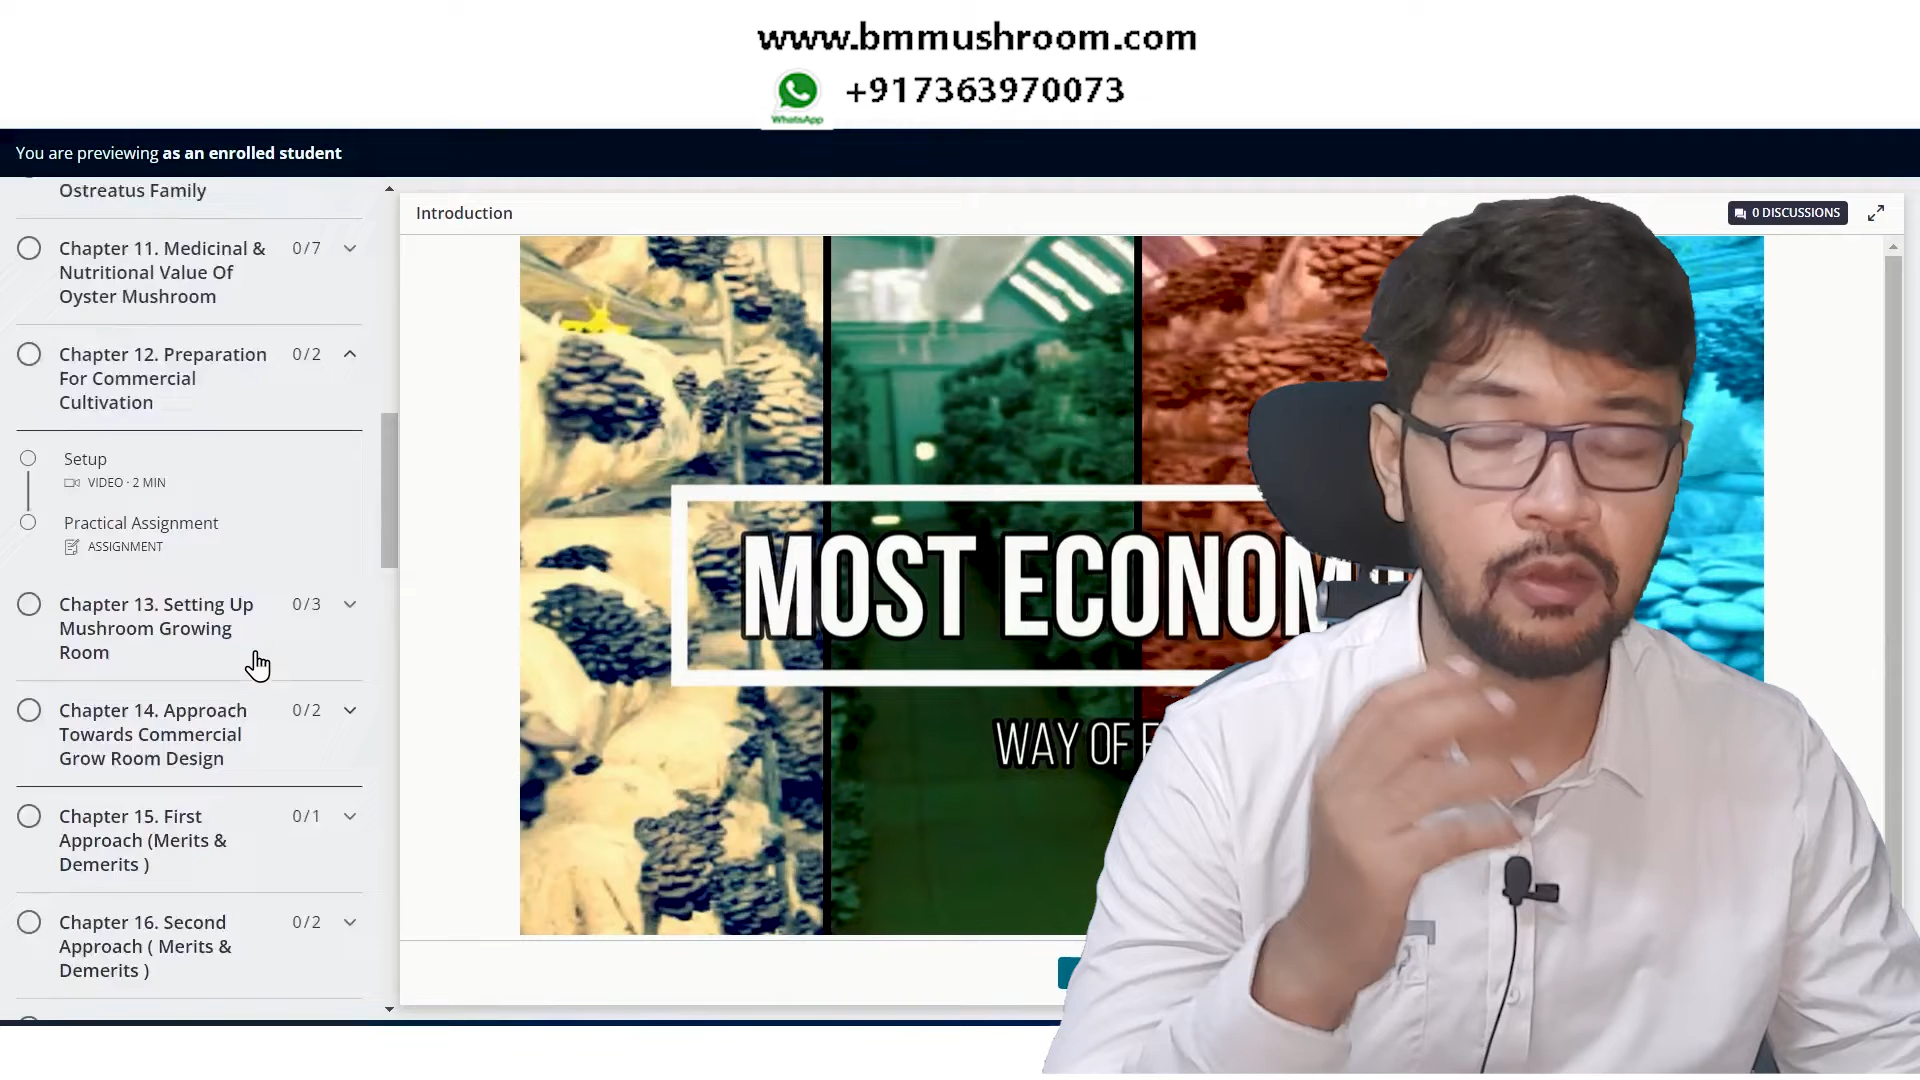 www.bmmushroom.com
WhatsApp
+917363970073
You are previewing as an enrolled student
Ostreatus Family
Chapter 11. Medicinal & 0/7
Nutritional Value Of
Oyster Mushroom
Chapter 12. Preparation 0/2
For Commercial
Cultivation
Setup
VIDEO · 2 MIN
Practical Assignment
ASSIGNMENT
Chapter 13. Setting Up 0/3
Mushroom Growing
Room
Chapter 14. Approach 0/2
Towards Commercial
Grow Room Design
Chapter 15. First 0/1
Approach (Merits &
Demerits )
Chapter 16. Second 0/2
Approach ( Merits &
Demerits )
Introduction
0 DISCUSSIONS
MOST ECONOM
WAY OF